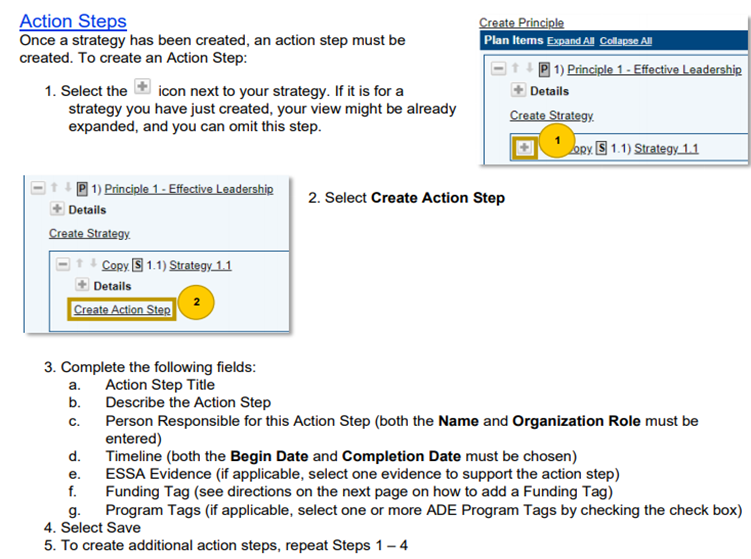 Action Steps
Once a strategy has been created, an action step must be
created. To create an Action Step:
1. Select the + icon next to your strategy. If it is for a
strategy you have just created, your view might be already
expanded, and you can omit this step.
Create Principle
Plan Items Expand All Collapse All
P 1) Principle 1 - Effective Leadership
Details
Create Strategy
1
opy S 1.1) Strategy 1.1
P 1) Principle 1 - Effective Leadership
Details
Create Strategy
Copy S 1.1) Strategy 1.1
Details
Create Action Step
2
2. Select Create Action Step
3. Complete the following fields:
a. Action Step Title
b. Describe the Action Step
c. Person Responsible for this Action Step (both the Name and Organization Role must be
entered)
d. Timeline (both the Begin Date and Completion Date must be chosen)
e. ESSA Evidence (if applicable, select one evidence to support the action step)
f. Funding Tag (see directions on the next page on how to add a Funding Tag)
g. Program Tags (if applicable, select one or more ADE Program Tags by checking the check box)
4. Select Save
5. To create additional action steps, repeat Steps 1 – 4